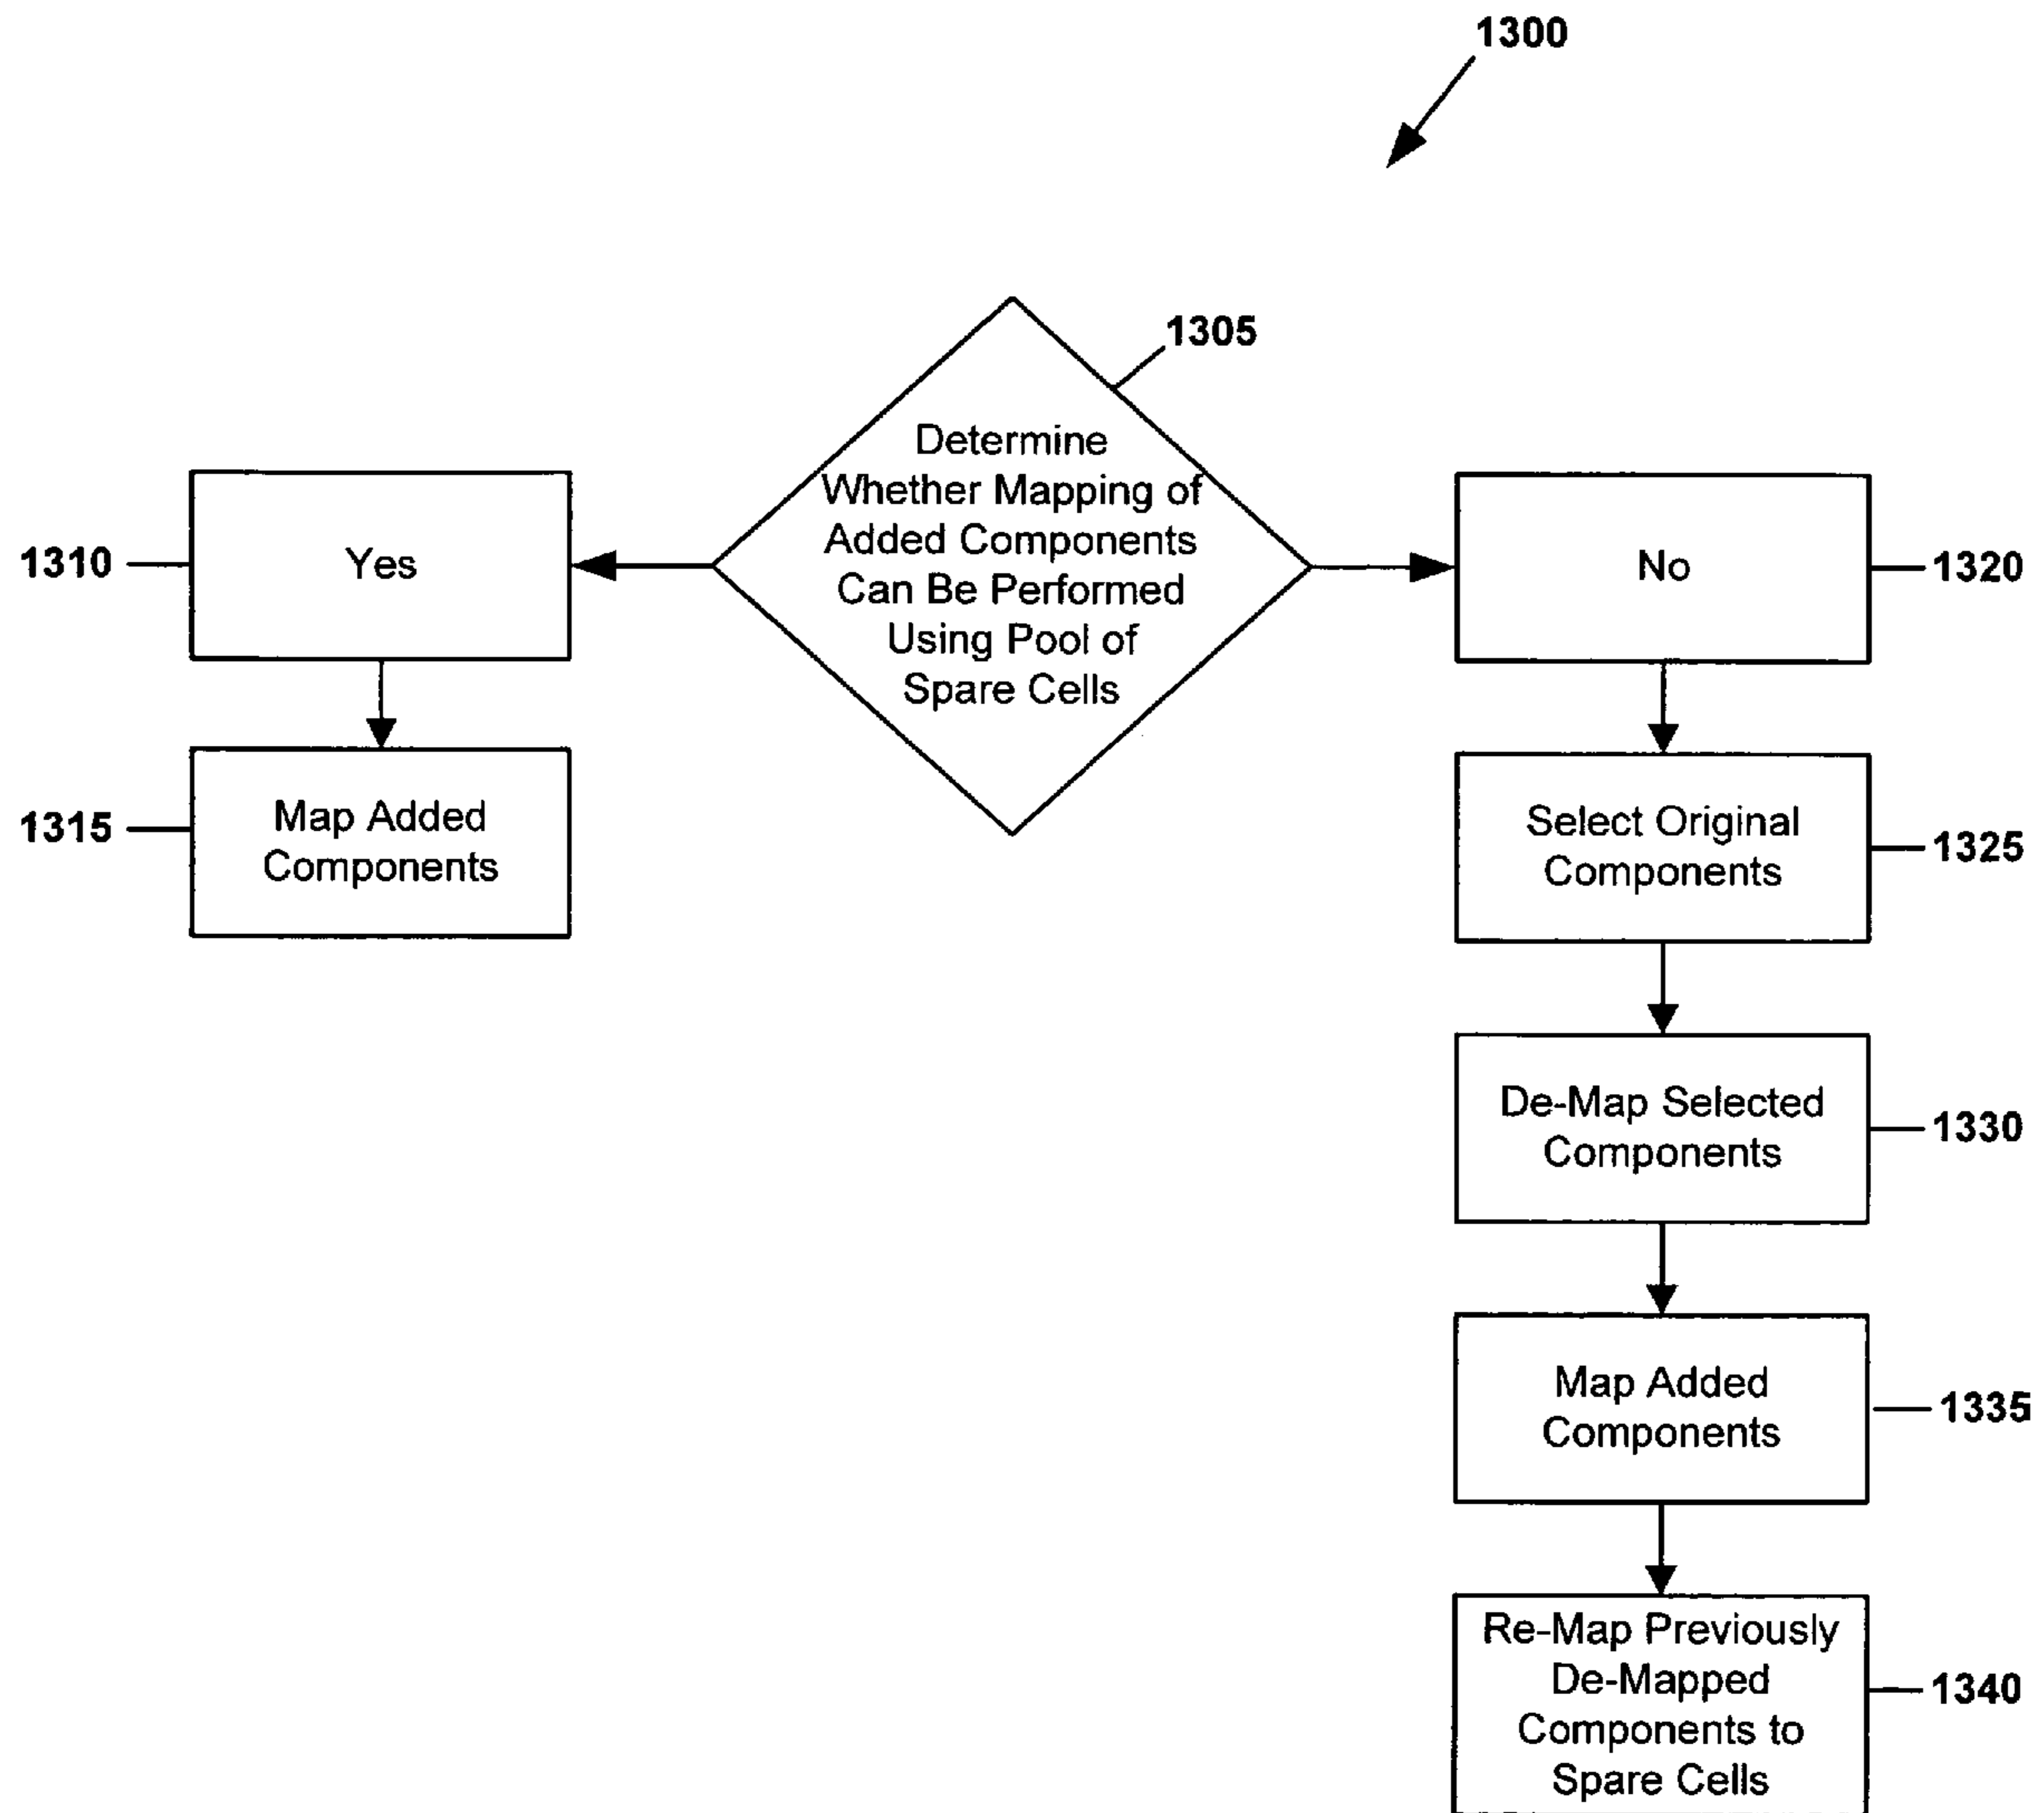 1300
1305
Determine
Whether Mapping of
Added Components
Can Be Performed
Using Pool of
Spare Cells
1310
Yes
No
1320
1315
Map Added
Components
Select Original
Components
1325
De-Map Selected
Components
1330
Map Added
Components
1335
Re-Map Previously
De-Mapped
Components to
Spare Cells
1340